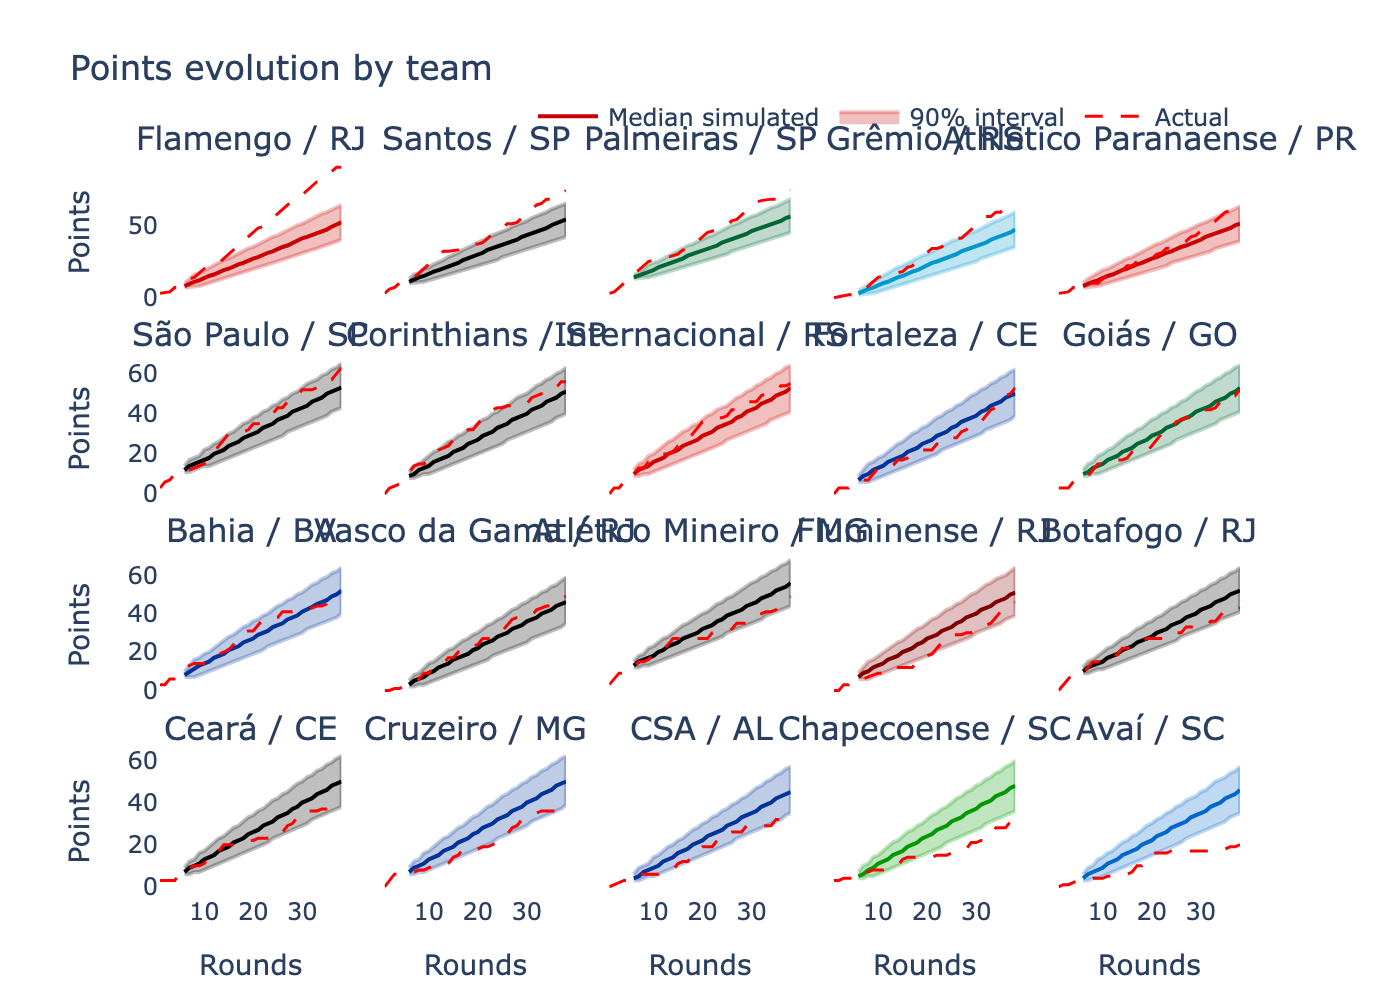 Points evolution by team
Median simulated 90% interval Actual
Flamengo / RJ Santos / SP Palmeiras / SP Grêmio / RS Athlético Paranaense / PR
Points
50
0
São Paulo / SP Corinthians / SP Internacional / RS Fortaleza / CE Goiás / GO
Points
60
40
20
0
Bahia / BA Vasco da Gama / RJ Atlético Mineiro / MG Fluminense / RJ Botafogo / RJ
Points
60
40
20
0
Ceará / CE Cruzeiro / MG CSA / AL Chapecoense / SC Avaí / SC
Points
60
40
20
0
10 20 30 10 20 30 10 20 30 10 20 30 10 20 30
Rounds Rounds Rounds Rounds Rounds